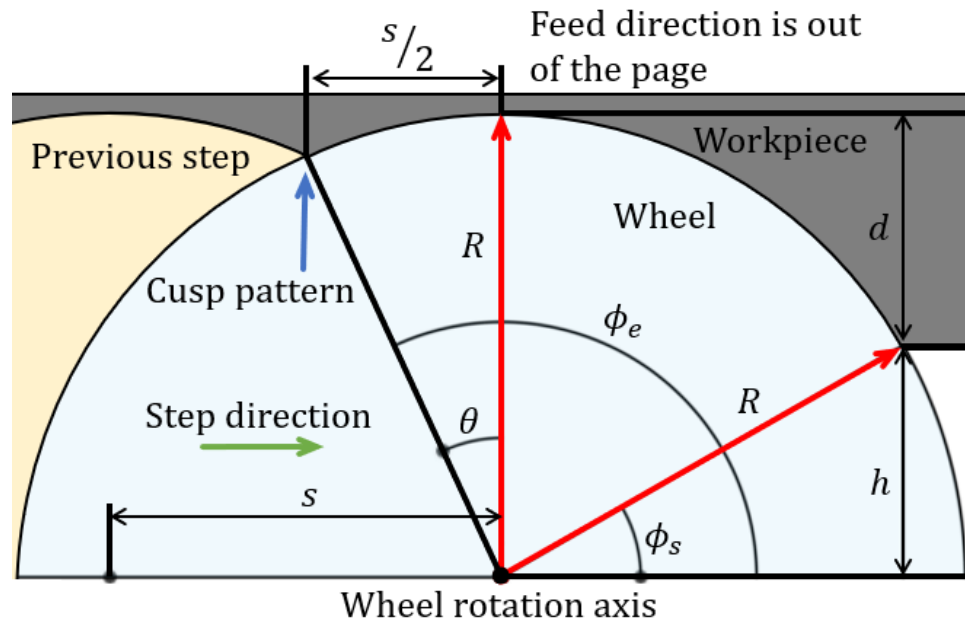 s/2
Feed direction is out
of the page
Previous step
Workpiece
Wheel
d
R
Cusp pattern
ϕₑ
Step direction
θ
R
s
h
ϕₛ
Wheel rotation axis